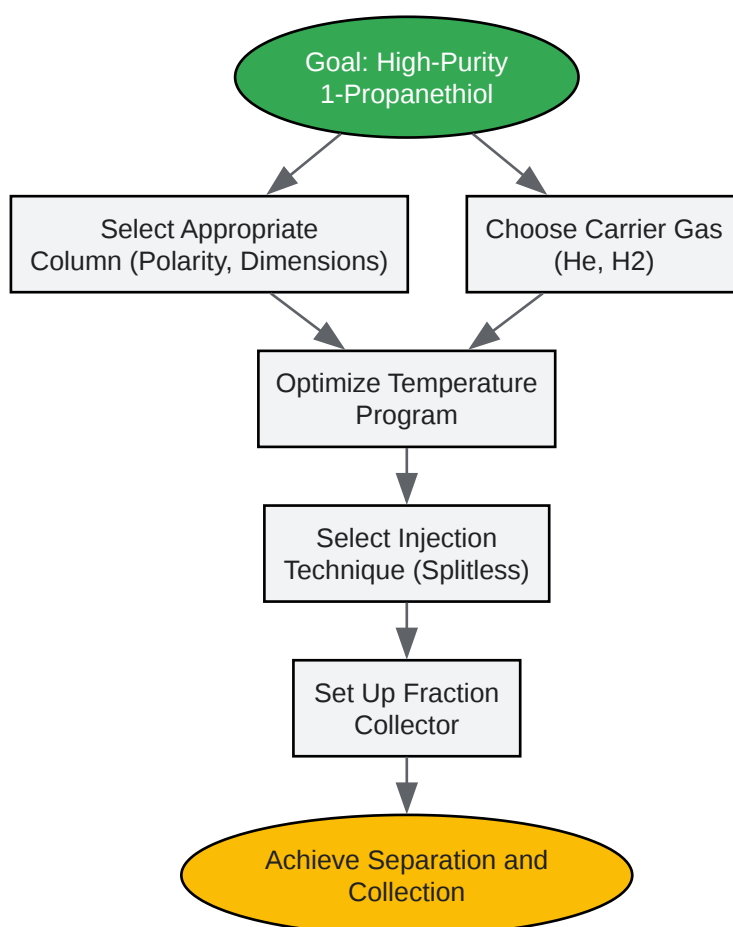 Goal: High-Purity
1-Propanethiol
Select Appropriate
Column (Polarity, Dimensions)
Choose Carrier Gas
(He, H2)
Optimize Temperature
Program
Select Injection
Technique (Splitless)
Set Up Fraction
Collector
Achieve Separation and
Collection